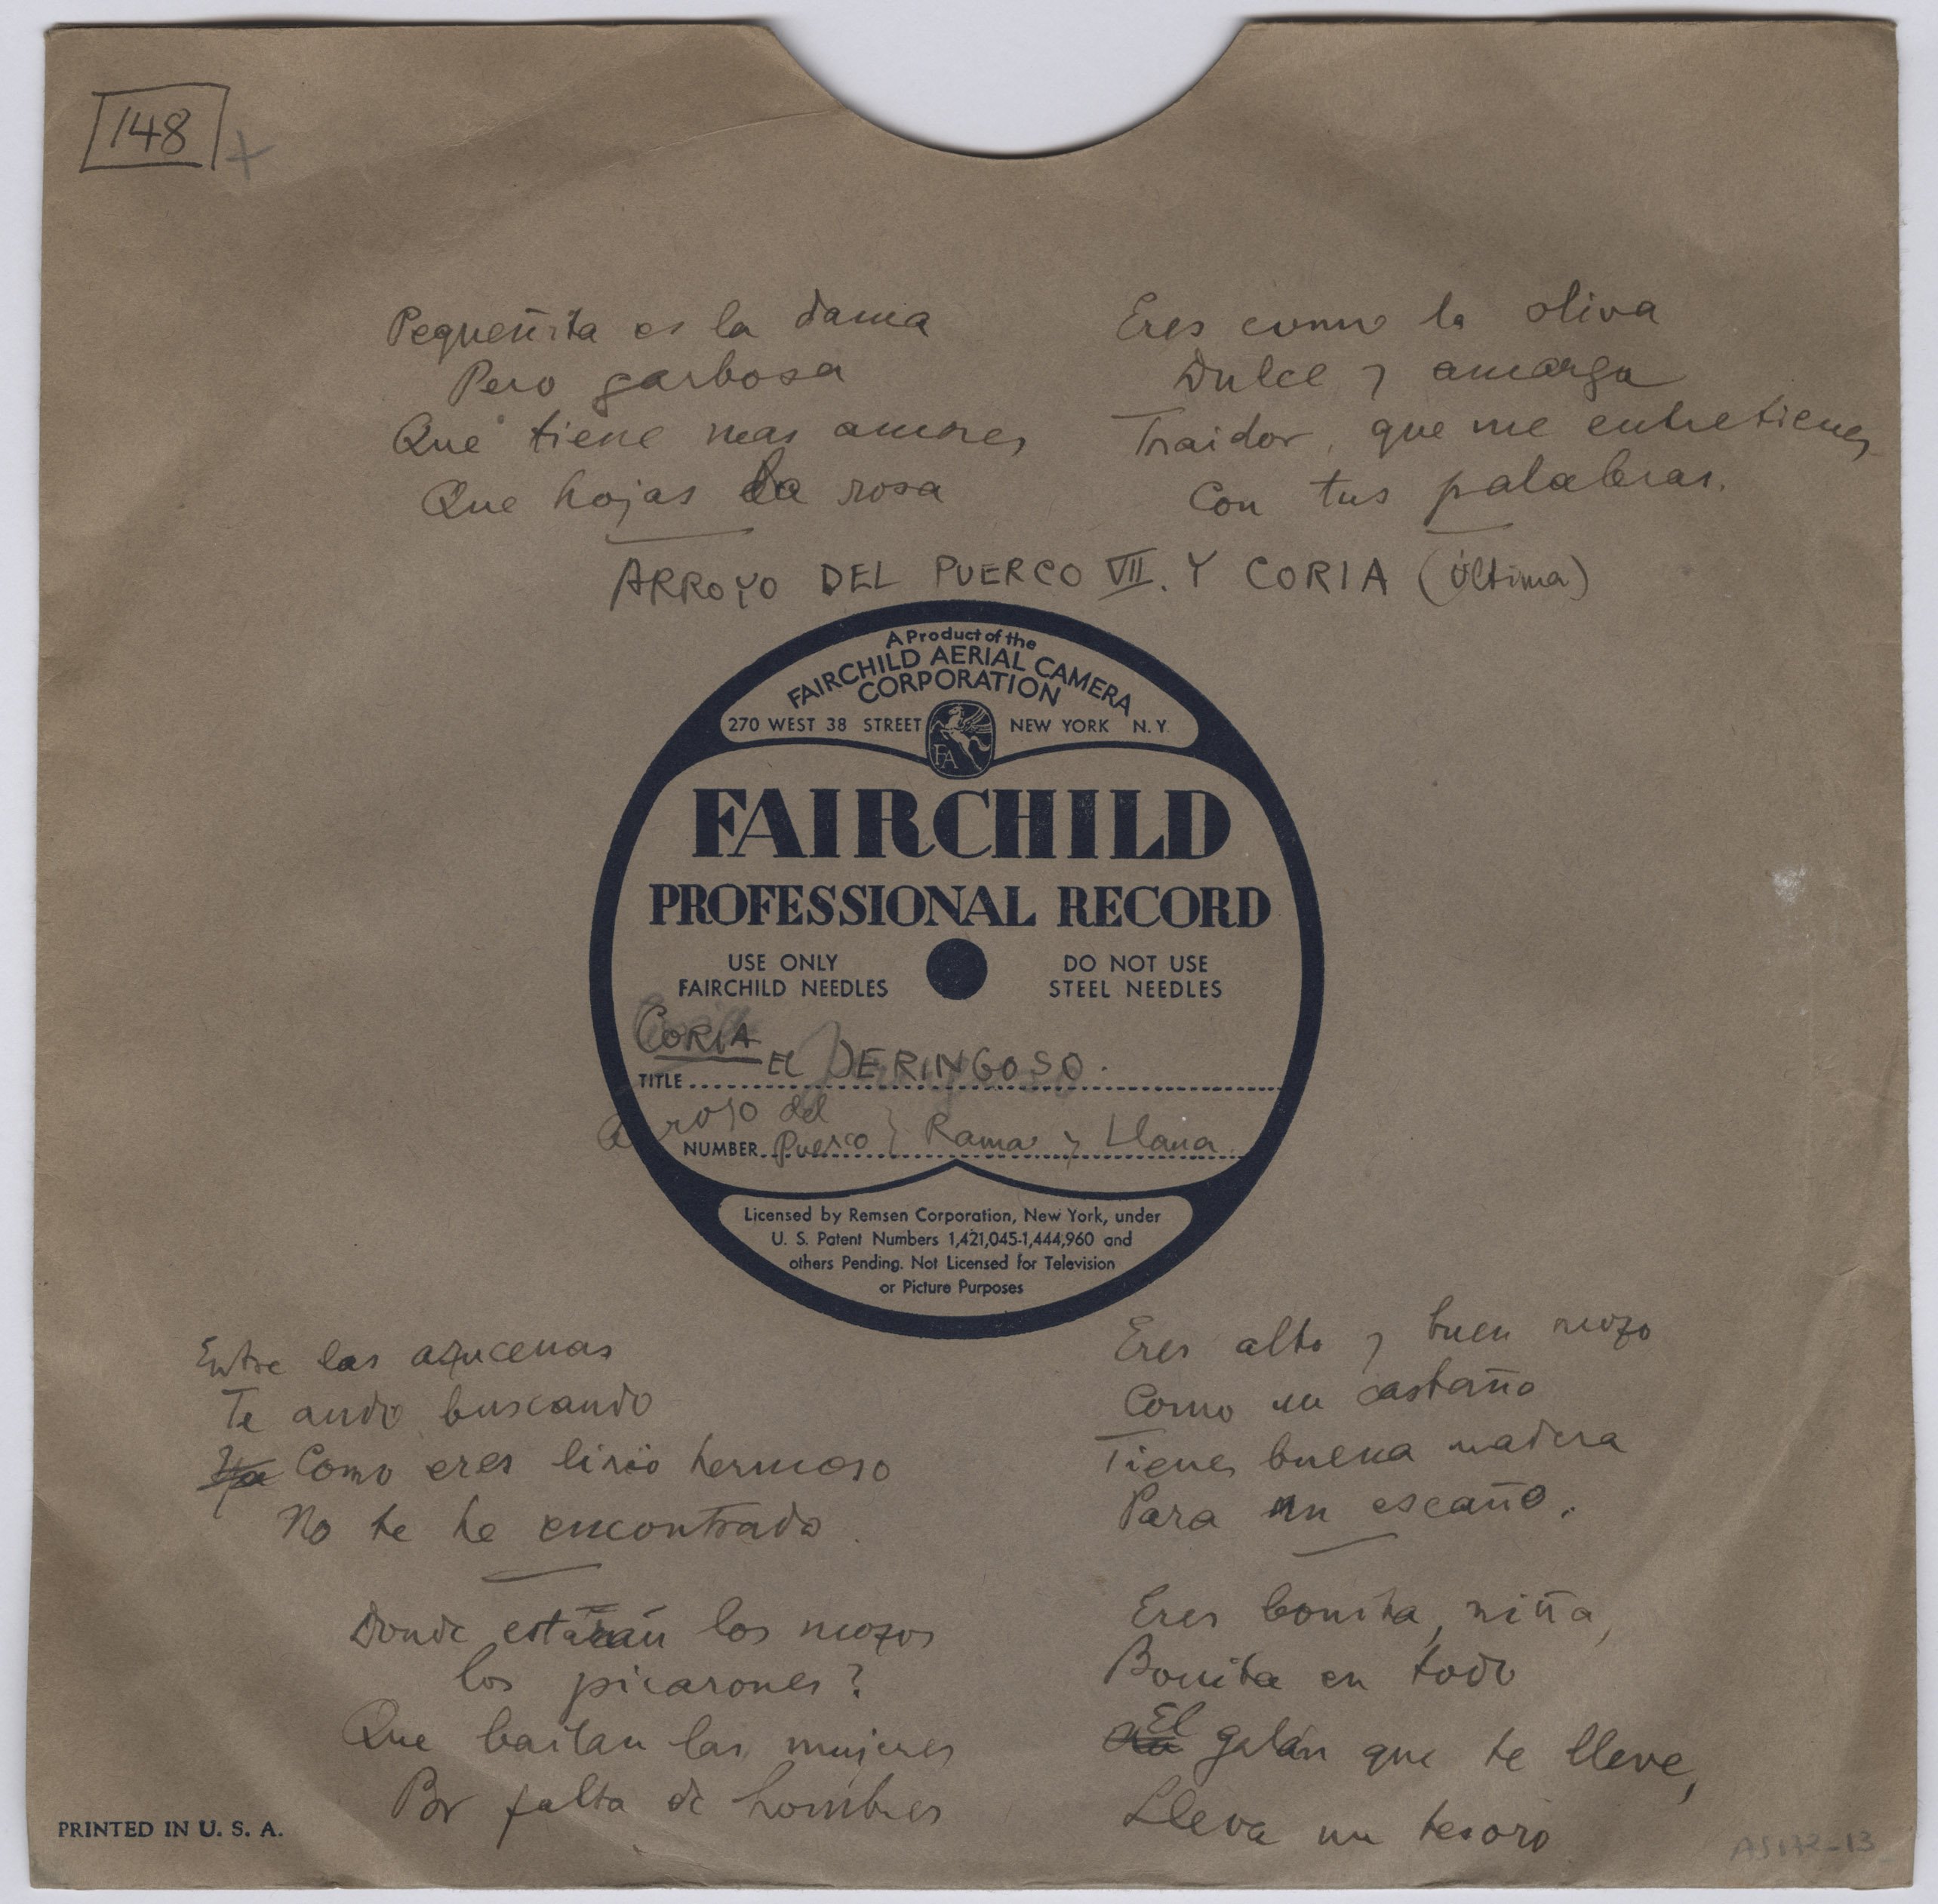 148
Pequeñita es la dama
Pero garbosa
Que tiene mas amores
Que hojas la rosa
Eres como la oliva
Dulce y amarga
Traidor, que me entretienes
Con tus palabras.
ARROYO DEL PUERCO VII. Y CORIA (Última)
A Product of the
FAIRCHILD AERIAL CAMERA
CORPORATION
270 WEST 38 STREET NEW YORK N. Y.
FA
FAIRCHILD
PROFESSIONAL RECORD
USE ONLY
FAIRCHILD NEEDLES
DO NOT USE
STEEL NEEDLES
CORIA
TITLE El JERINGOSO.
Arroyo del
NUMBER Puerco } Rama y Llana
Licensed by Remsen Corporation, New York, under
U. S. Patent Numbers 1,421,045-1,444,960 and
others Pending. Not Licensed for Television
or Picture Purposes
Entre las azucenas
Te ando buscando
Como eres lirio hermoso
No te he encontrado.
Donde estarán los mozos
los picarones?
Que bailan las mujeres
Por falta de hombres
Eres alto y buen mozo
Como un castaño
Tienes buena madera
Para un escaño.
Eres bonita, niña,
Bonita en todo
El galán que te lleve,
Lleva un tesoro
PRINTED IN U. S. A.